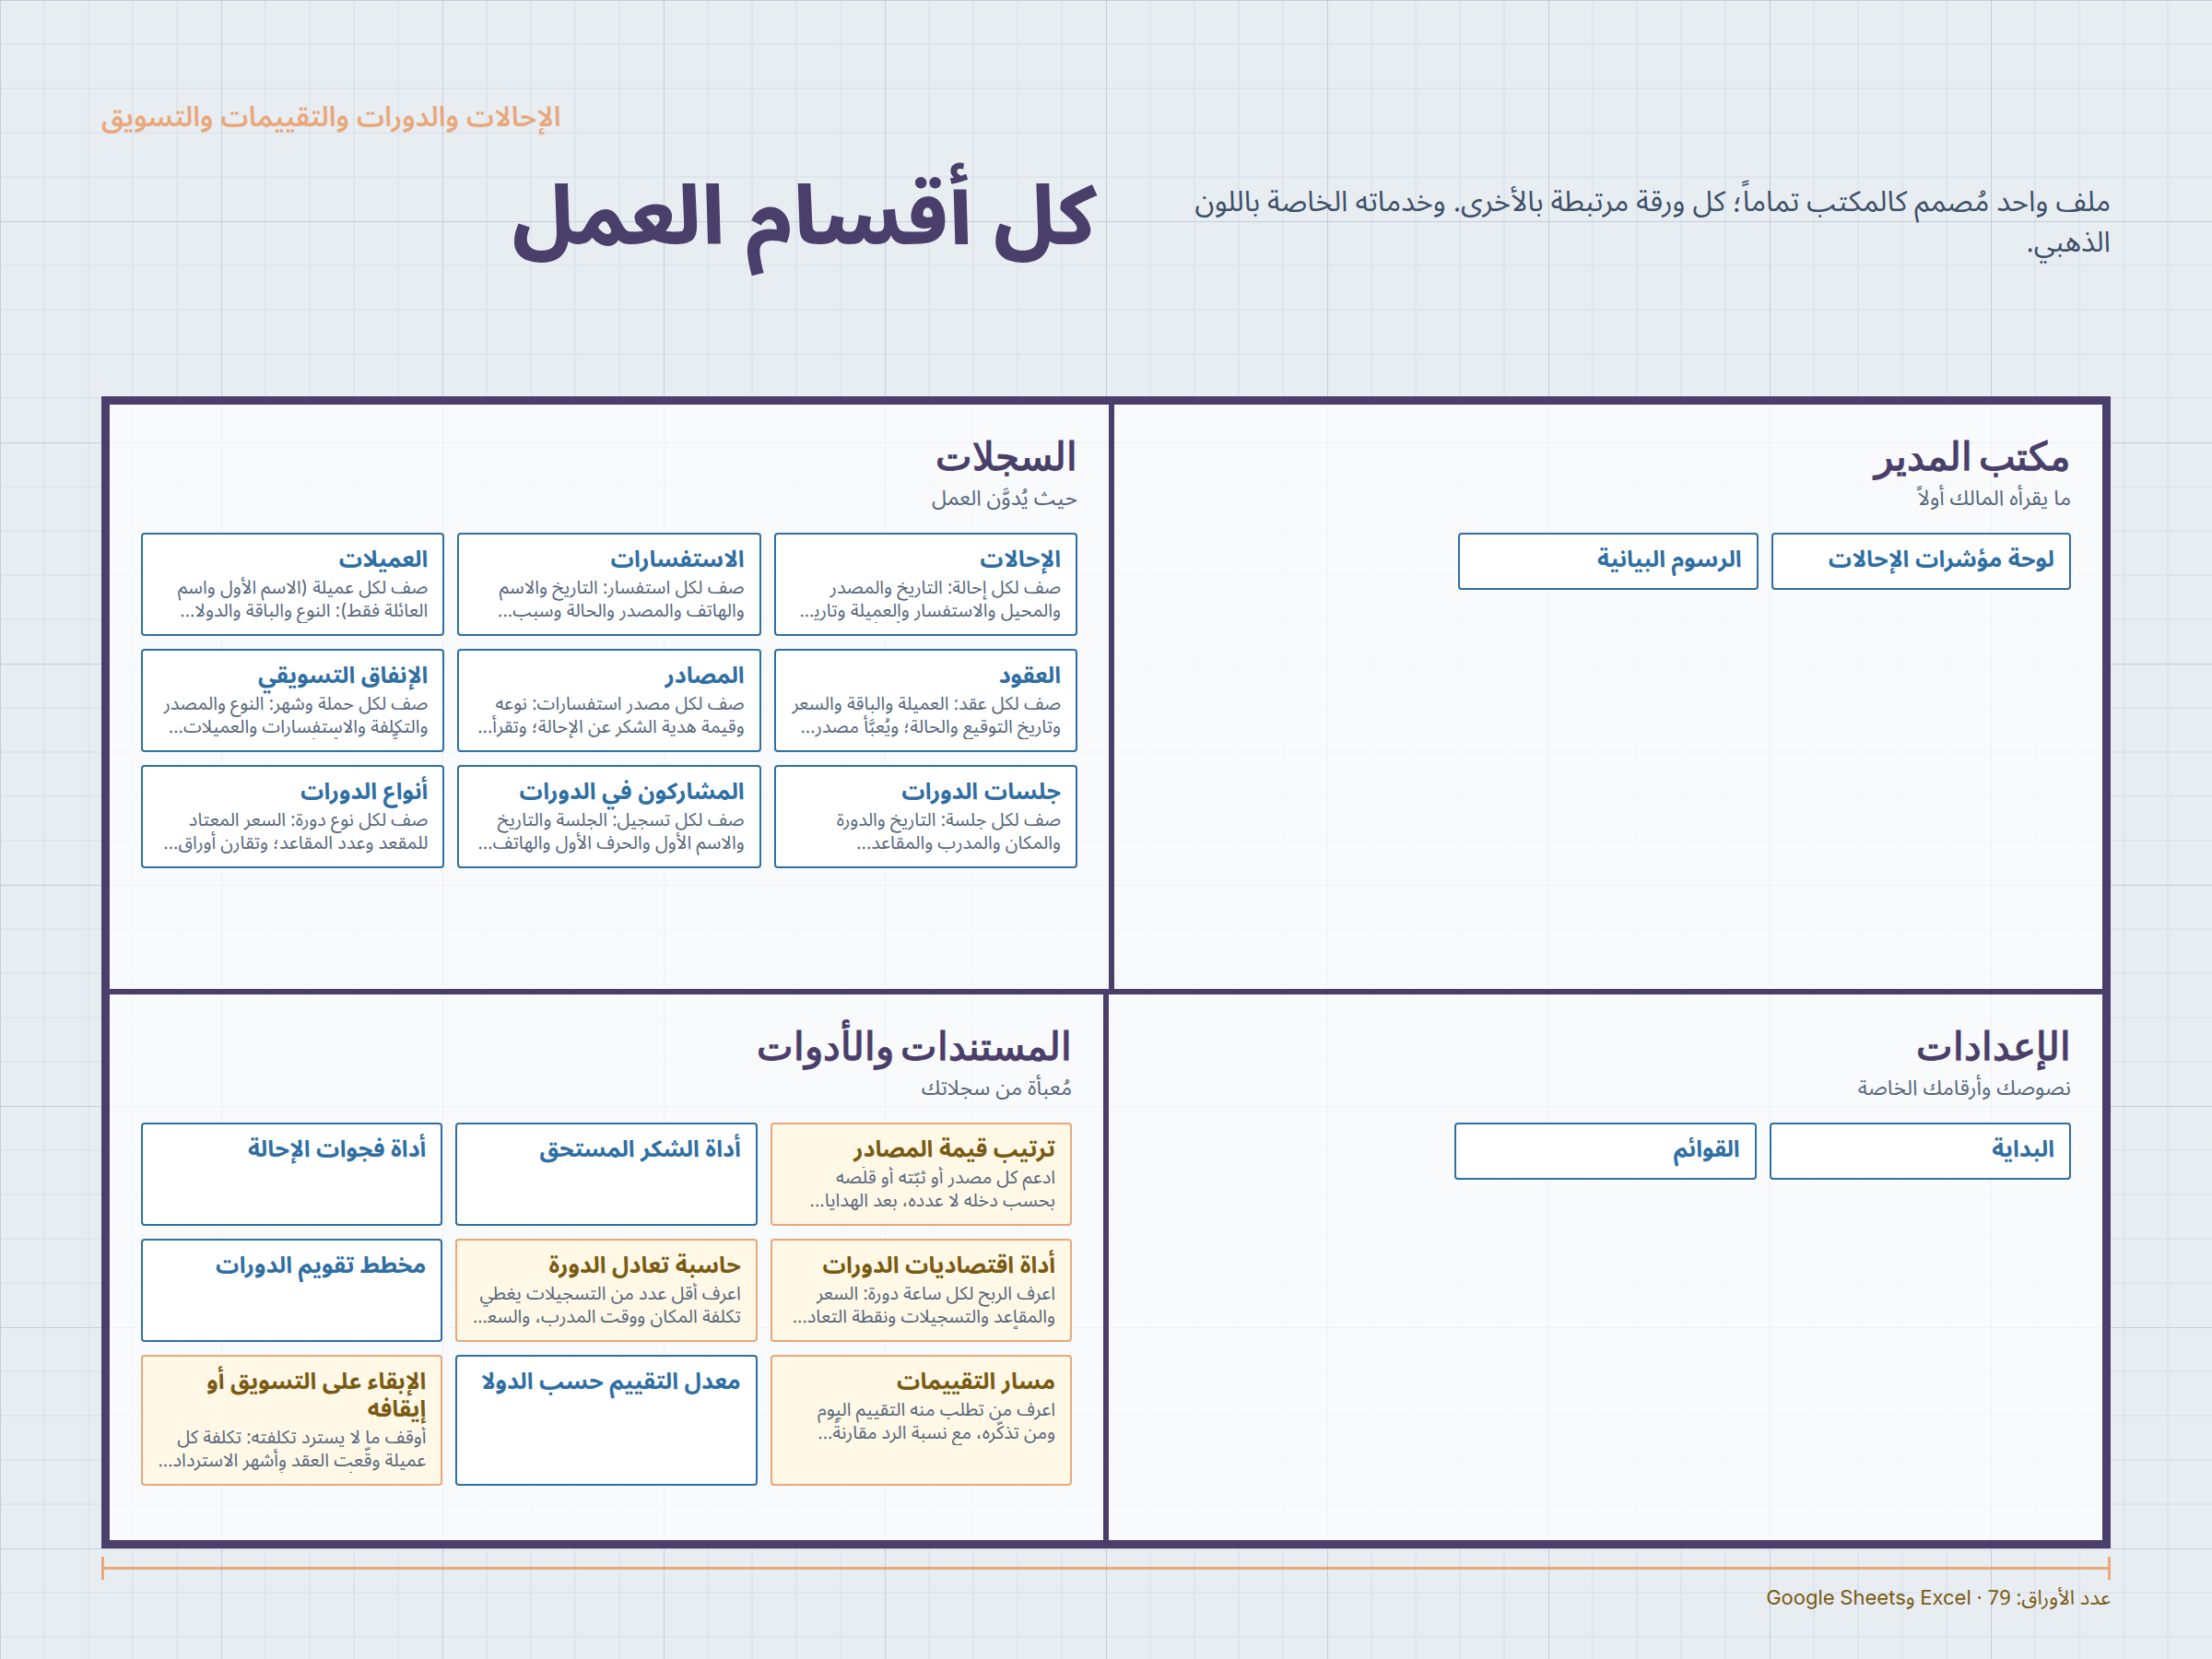 الإحالات والدورات والتقييمات والتسويق
كل أقسام العمل
ملف واحد مُصمم كالمكتب تماماً؛ كل ورقة مرتبطة بالأخرى. وخدماته الخاصة باللون
الذهبي.
مكتب المدير
ما يقرأه المالك أولاً
لوحة مؤشرات الإحالات
الرسوم البيانية
السجلات
حيث يُدوَّن العمل
الإحالات
صف لكل إحالة: التاريخ والمصدر
والمحيل والاستفسار والعميلة وتاريـ...
الاستفسارات
صف لكل استفسار: التاريخ والاسم
والهاتف والمصدر والحالة وسبب...
العميلات
صف لكل عميلة (الاسم الأول واسم
العائلة فقط): النوع والباقة والدولا...
العقود
صف لكل عقد: العميلة والباقة والسعر
وتاريخ التوقيع والحالة؛ ويُعبَّأ مصدر...
المصادر
صف لكل مصدر استفسارات: نوعه
وقيمة هدية الشكر عن الإحالة؛ وتقرأ...
الإنفاق التسويقي
صف لكل حملة وشهر: النوع والمصدر
والتكلفة والاستفسارات والعميلات...
جلسات الدورات
صف لكل جلسة: التاريخ والدورة
والمكان والمدرب والمقاعد...
المشاركون في الدورات
صف لكل تسجيل: الجلسة والتاريخ
والاسم الأول والحرف الأول والهاتف...
أنواع الدورات
صف لكل نوع دورة: السعر المعتاد
للمقعد وعدد المقاعد؛ وتقارن أوراق...
الإعدادات
نصوصك وأرقامك الخاصة
البداية
القوائم
المستندات والأدوات
مُعبأة من سجلاتك
ترتيب قيمة المصادر
ادعم كل مصدر أو ثبّته أو قلّصه
بحسب دخله لا عدده، بعد الهدايا...
أداة الشكر المستحق
أداة فجوات الإحالة
أداة اقتصاديات الدورات
اعرف الربح لكل ساعة دورة: السعر
والمقاعد والتسجيلات ونقطة التعاد...
حاسبة تعادل الدورة
اعرف أقل عدد من التسجيلات يغطي
تكلفة المكان ووقت المدرب، والسعـ...
مخطط تقويم الدورات
مسار التقييمات
اعرف من تطلب منه التقييم اليوم
ومن تذكّره، مع نسبة الرد مقارنةً...
معدل التقييم حسب الدولا
الإبقاء على التسويق أو
إيقافه
أوقف ما لا يسترد تكلفته: تكلفة كل
عميلة وقّعت العقد وأشهر الاسترداد...
عدد الأوراق: 79 · Excel وGoogle Sheets